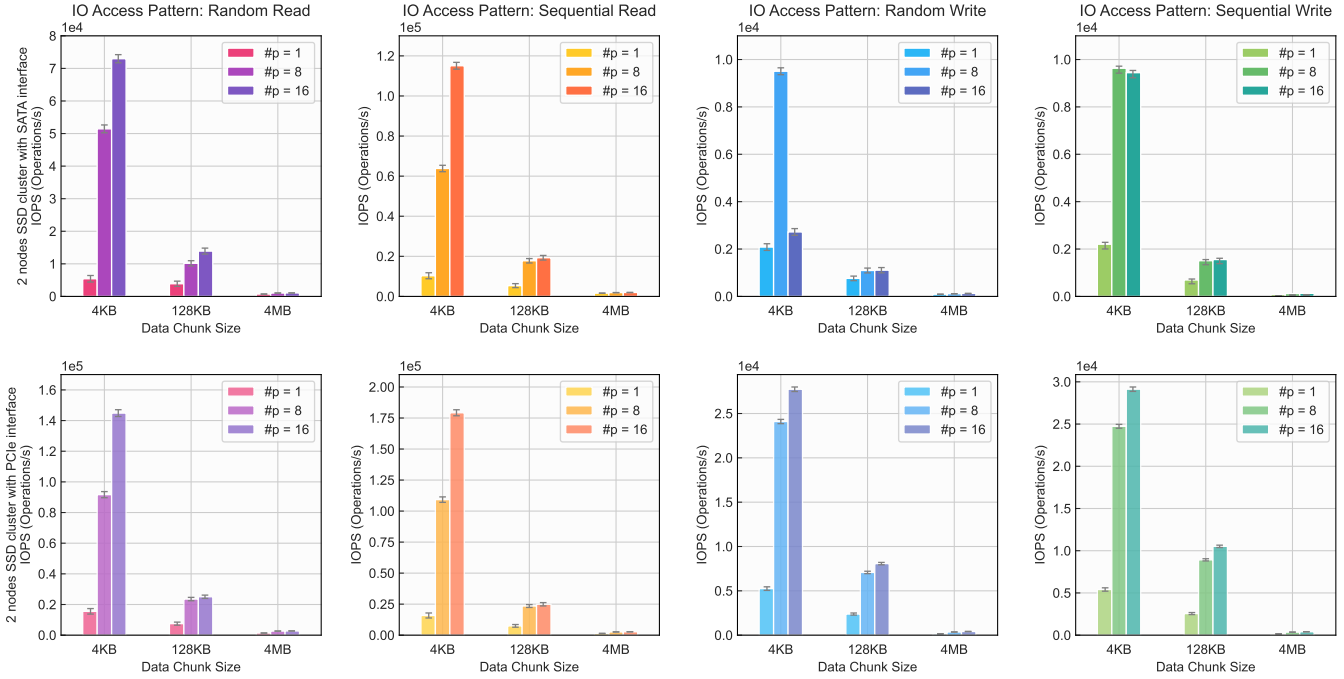 IO Access Pattern: Random Read
1e4
2 nodes SSD cluster with SATA interface
IOPS (Operations/s)
8
7
6
5
4
3
2
1
0
#p = 1
#p = 8
#p = 16
4KB 128KB 4MB
Data Chunk Size
IO Access Pattern: Sequential Read
1e5
IOPS (Operations/s)
1.2
1.0
0.8
0.6
0.4
0.2
0.0
#p = 1
#p = 8
#p = 16
4KB 128KB 4MB
Data Chunk Size
IO Access Pattern: Random Write
1e4
IOPS (Operations/s)
1.0
0.8
0.6
0.4
0.2
0.0
#p = 1
#p = 8
#p = 16
4KB 128KB 4MB
Data Chunk Size
IO Access Pattern: Sequential Write
1e4
IOPS (Operations/s)
1.0
0.8
0.6
0.4
0.2
0.0
#p = 1
#p = 8
#p = 16
4KB 128KB 4MB
Data Chunk Size
1e5
2 nodes SSD cluster with PCIe interface
IOPS (Operations/s)
1.6
1.4
1.2
1.0
0.8
0.6
0.4
0.2
0.0
#p = 1
#p = 8
#p = 16
4KB 128KB 4MB
Data Chunk Size
1e5
IOPS (Operations/s)
2.00
1.75
1.50
1.25
1.00
0.75
0.50
0.25
0.00
#p = 1
#p = 8
#p = 16
4KB 128KB 4MB
Data Chunk Size
1e4
IOPS (Operations/s)
2.5
2.0
1.5
1.0
0.5
0.0
#p = 1
#p = 8
#p = 16
4KB 128KB 4MB
Data Chunk Size
1e4
IOPS (Operations/s)
3.0
2.5
2.0
1.5
1.0
0.5
0.0
#p = 1
#p = 8
#p = 16
4KB 128KB 4MB
Data Chunk Size